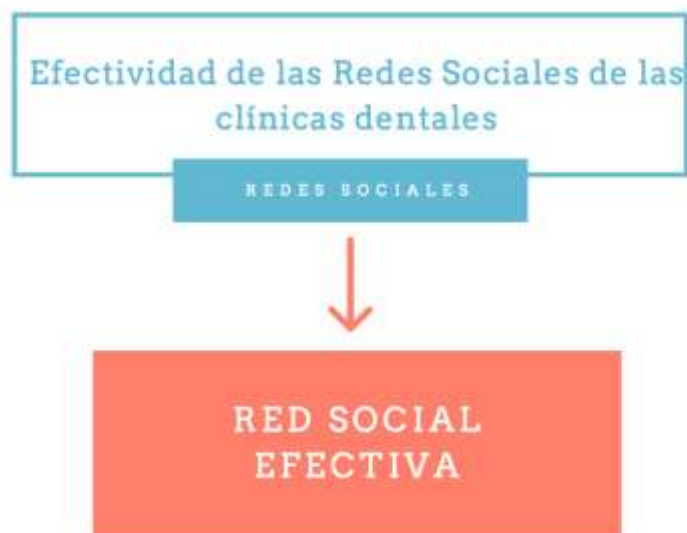 Efectividad de las Redes Sociales de las
clínicas dentales
REDES SOCIALES
RED SOCIAL
EFECTIVA